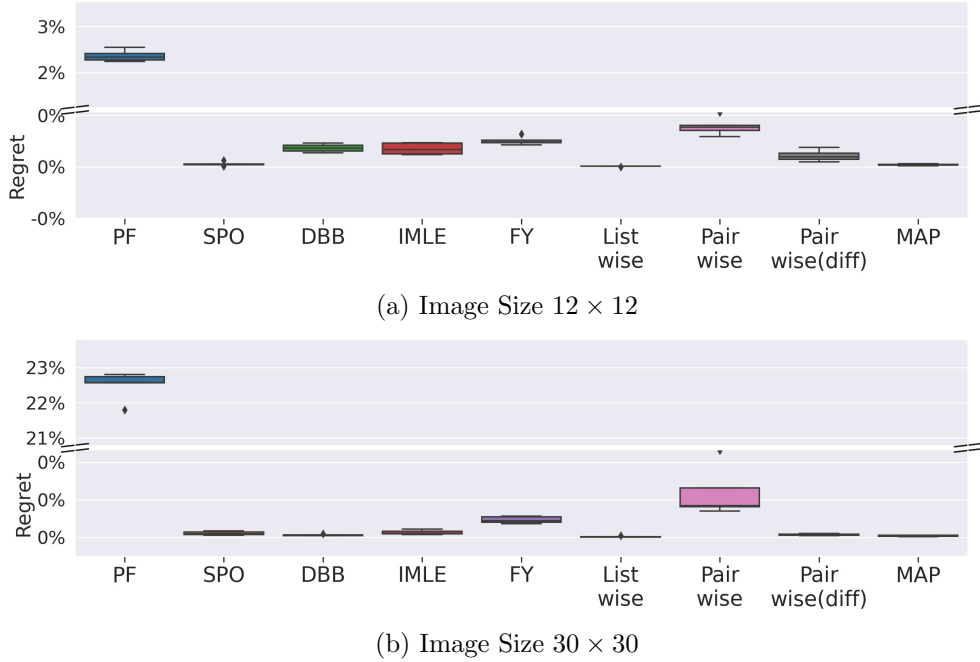 3%
2%
0%
0%
-0%
Regret
PF SPO DBB IMLE FY List wise Pair wise Pair wise(diff) MAP
(a) Image Size 12 × 12
23%
22%
21%
0%
0%
0%
Regret
PF SPO DBB IMLE FY List wise Pair wise Pair wise(diff) MAP
(b) Image Size 30 × 30